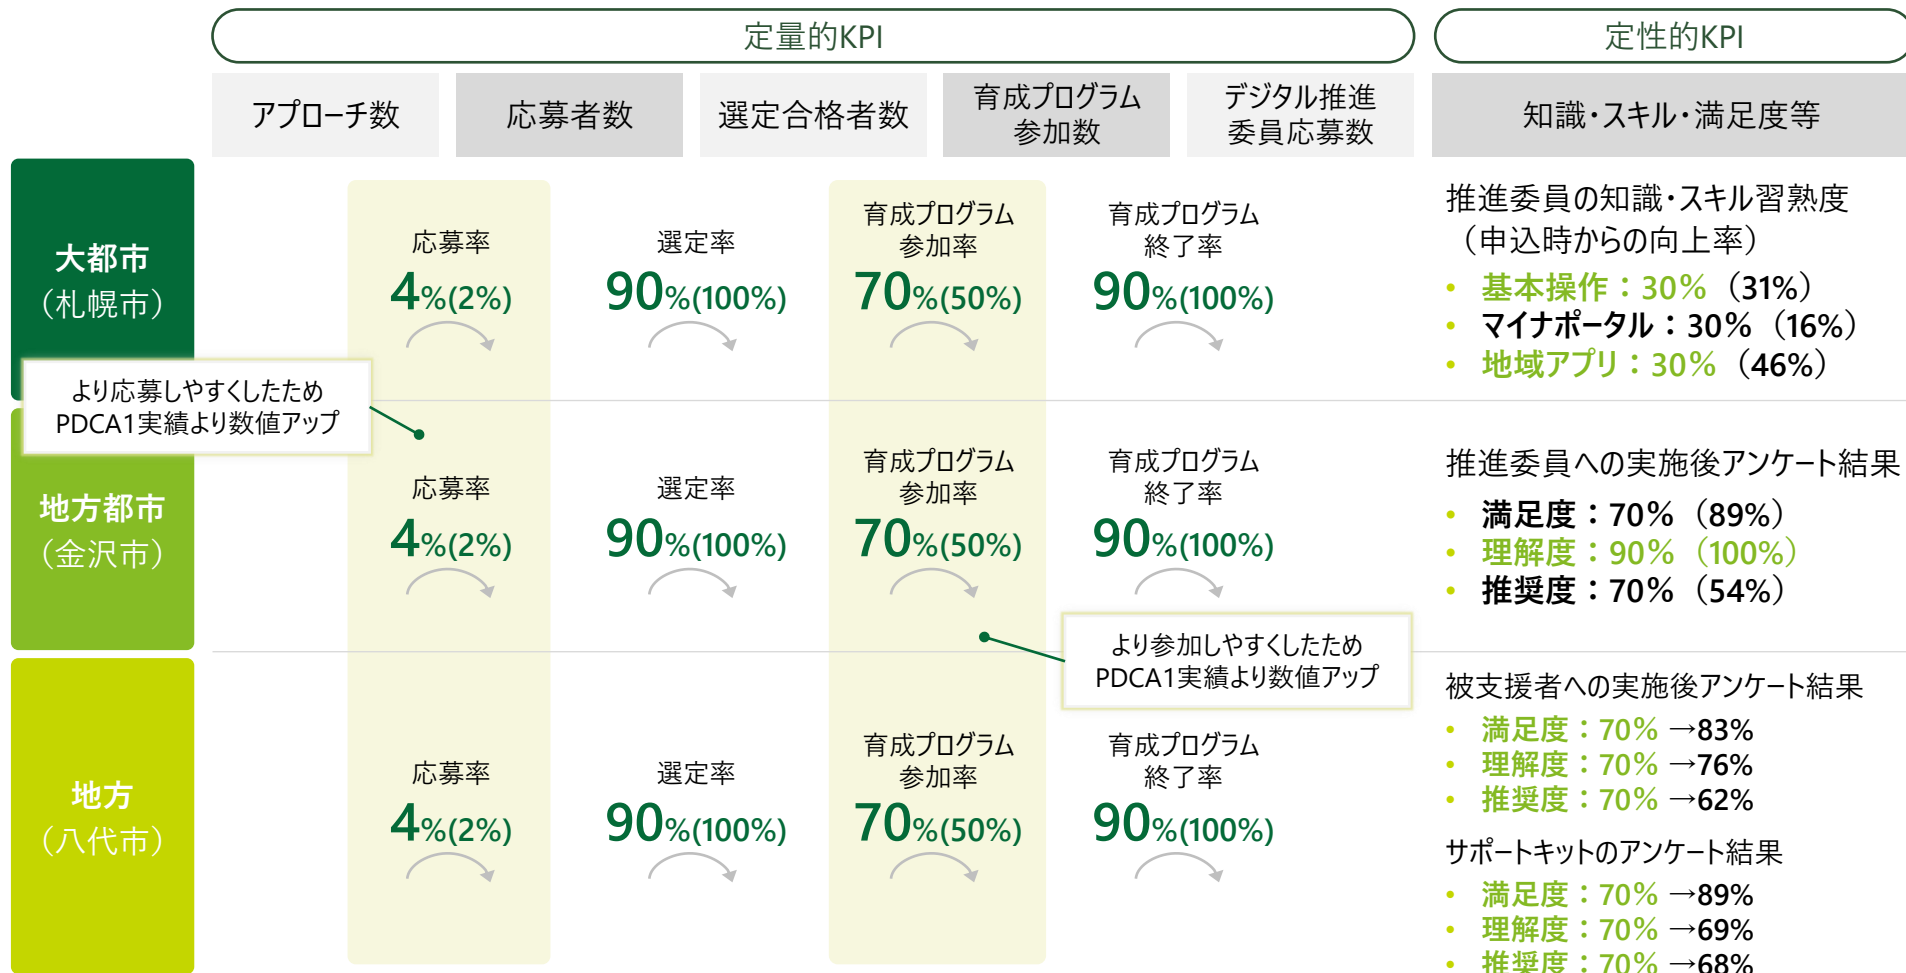 定量的KPI
定性的KPI
アプローチ数
応募者数
選定合格者数
育成プログラム
参加数
デジタル推進
委員応募数
知識・スキル・満足度等
大都市
（札幌市）
応募率
4%(2%)
選定率
90%(100%)
育成プログラム
参加率
70%(50%)
育成プログラム
終了率
90%(100%)
推進委員の知識・スキル習熟度
（申込時からの向上率）
• 基本操作：30%（31%）
• マイナポータル：30%（16%）
• 地域アプリ：30%（46%）
より応募しやすくしたため
PDCA1実績より数値アップ
地方都市
（金沢市）
応募率
4%(2%)
選定率
90%(100%)
育成プログラム
参加率
70%(50%)
育成プログラム
終了率
90%(100%)
推進委員への実施後アンケート結果
• 満足度：70%（89%）
• 理解度：90%（100%）
• 推奨度：70%（54%）
より参加しやすくしたため
PDCA1実績より数値アップ
地方
（八代市）
応募率
4%(2%)
選定率
90%(100%)
育成プログラム
参加率
70%(50%)
育成プログラム
終了率
90%(100%)
被支援者への実施後アンケート結果
• 満足度：70% →83%
• 理解度：70% →76%
• 推奨度：70% →62%
サポートキットのアンケート結果
• 満足度：70% →89%
• 理解度：70% →69%
• 推奨度：70% →68%